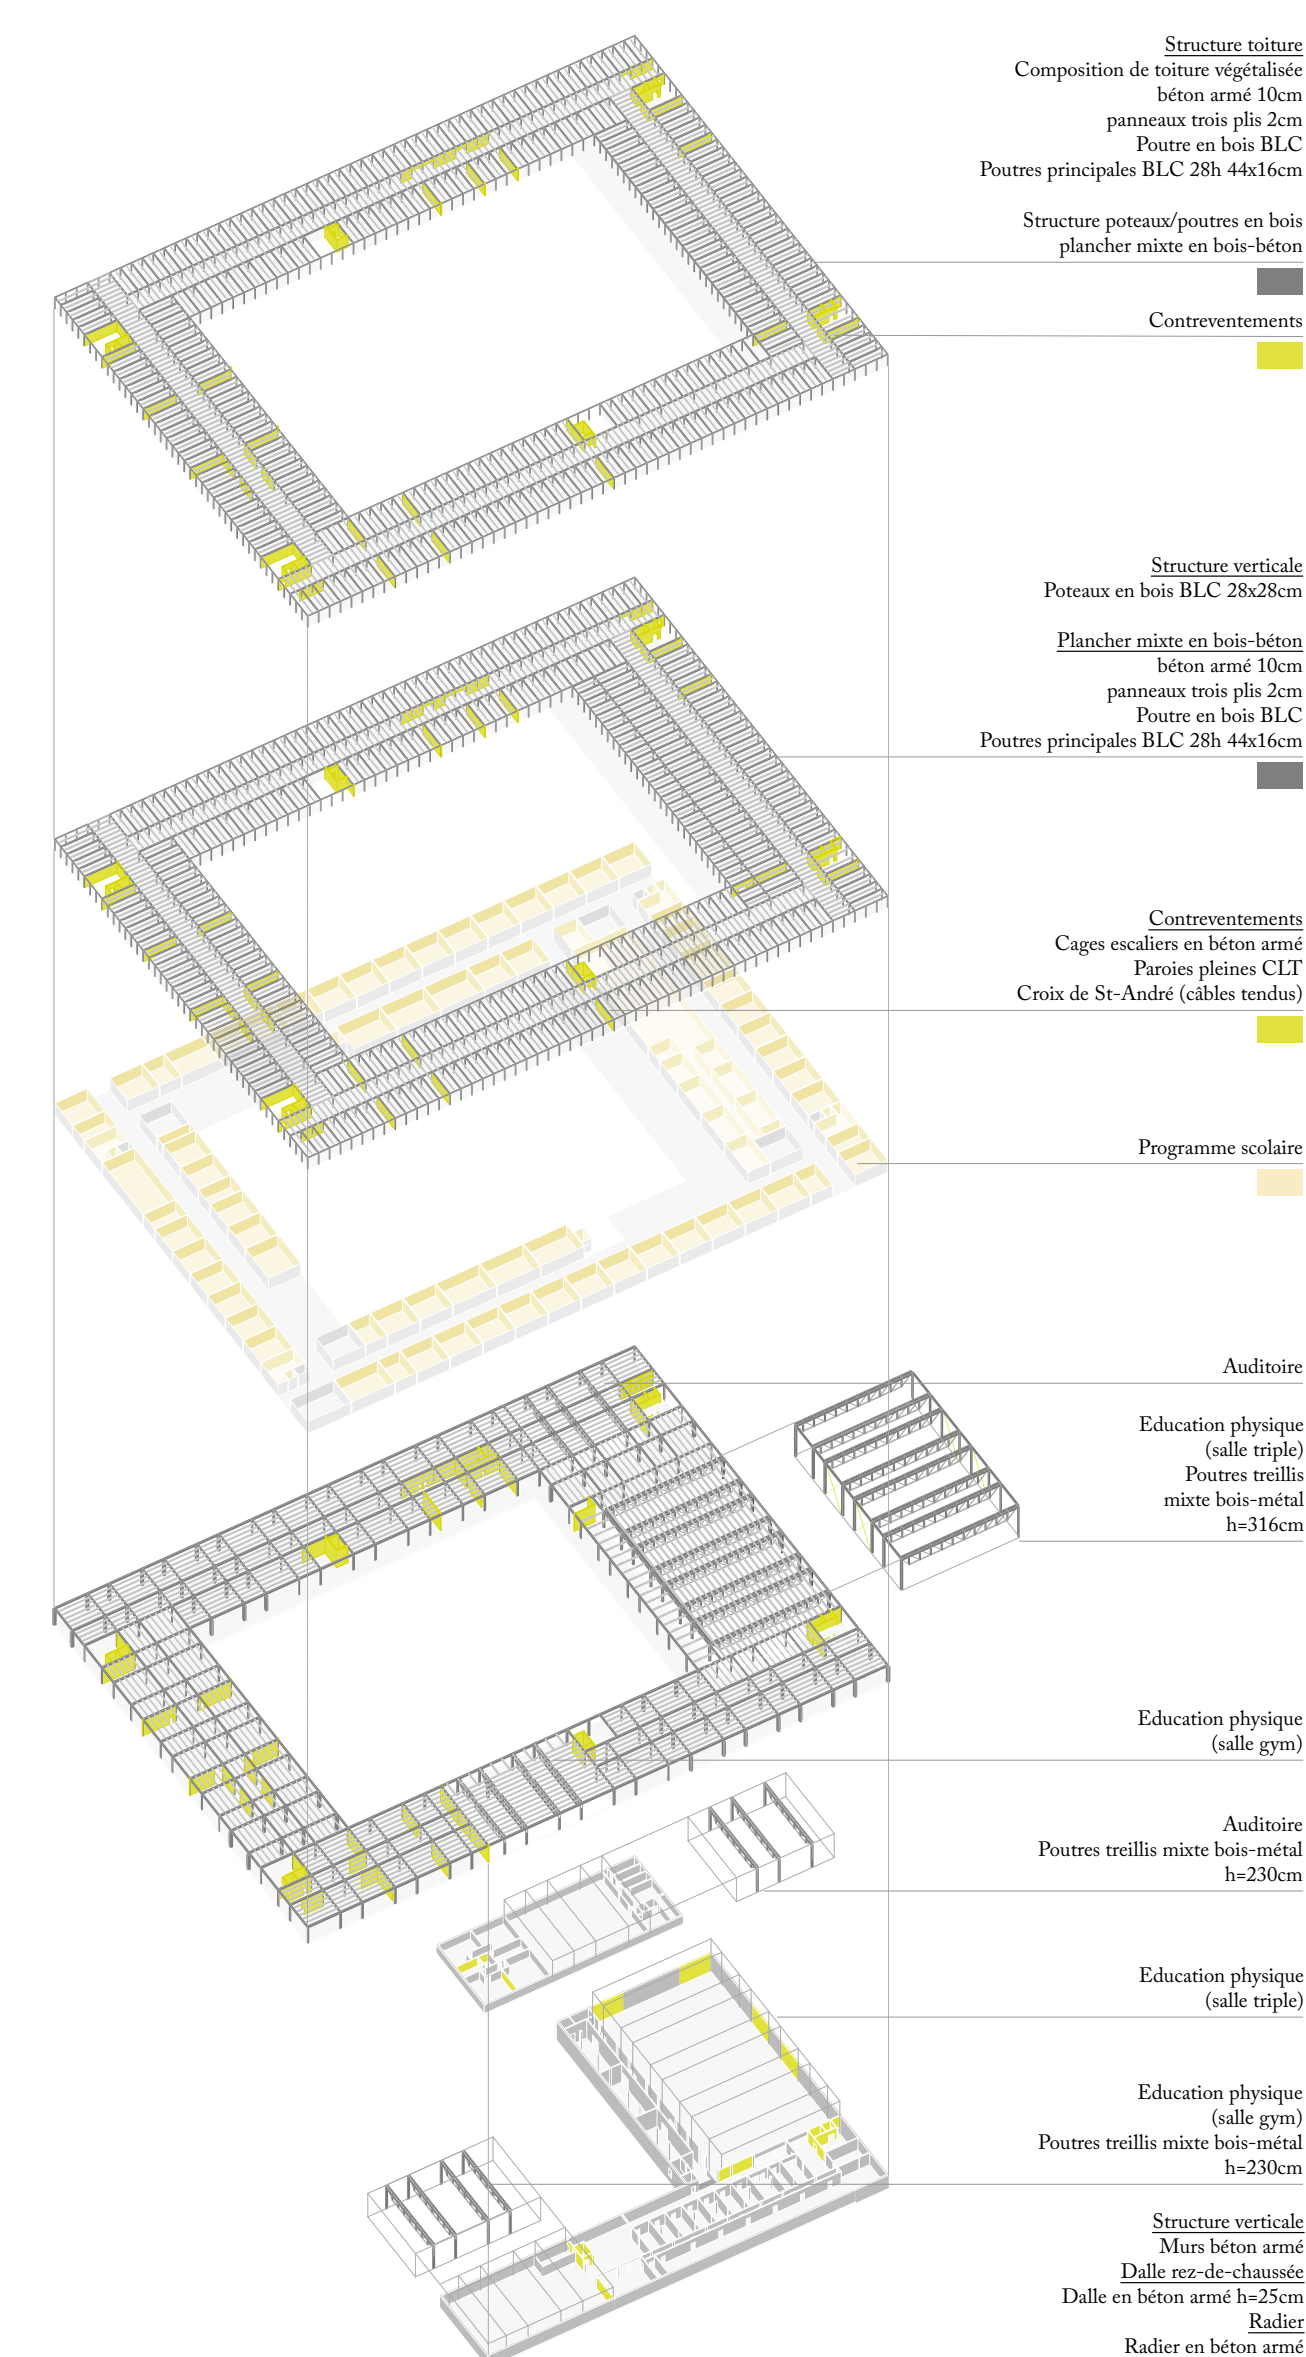 Structure toiture
Composition de toiture végétalisée
béton armé 10cm
panneaux trois plis 2cm
Poutre en bois BLC
Poutres principales BLC 28h 44x16cm
Structure poteaux/poutres en bois
plancher mixte en bois-béton
Contreventements
Structure verticale
Poteaux en bois BLC 28x28cm
Plancher mixte en bois-béton
béton armé 10cm
panneaux trois plis 2cm
Poutre en bois BLC
Poutres principales BLC 28h 44x16cm
Contreventements
Cages escaliers en béton armé
Paroies pleines CLT
Croix de St-André (câbles tendus)
Programme scolaire
Auditoire
Education physique
(salle triple)
Poutres treillis
mixte bois-métal
h=316cm
Education physique
(salle gym)
Auditoire
Poutres treillis mixte bois-métal
h=230cm
Education physique
(salle triple)
Education physique
(salle gym)
Poutres treillis mixte bois-métal
h=230cm
Structure verticale
Murs béton armé
Dalle rez-de-chaussée
Dalle en béton armé h=25cm
Radier
Radier en béton armé